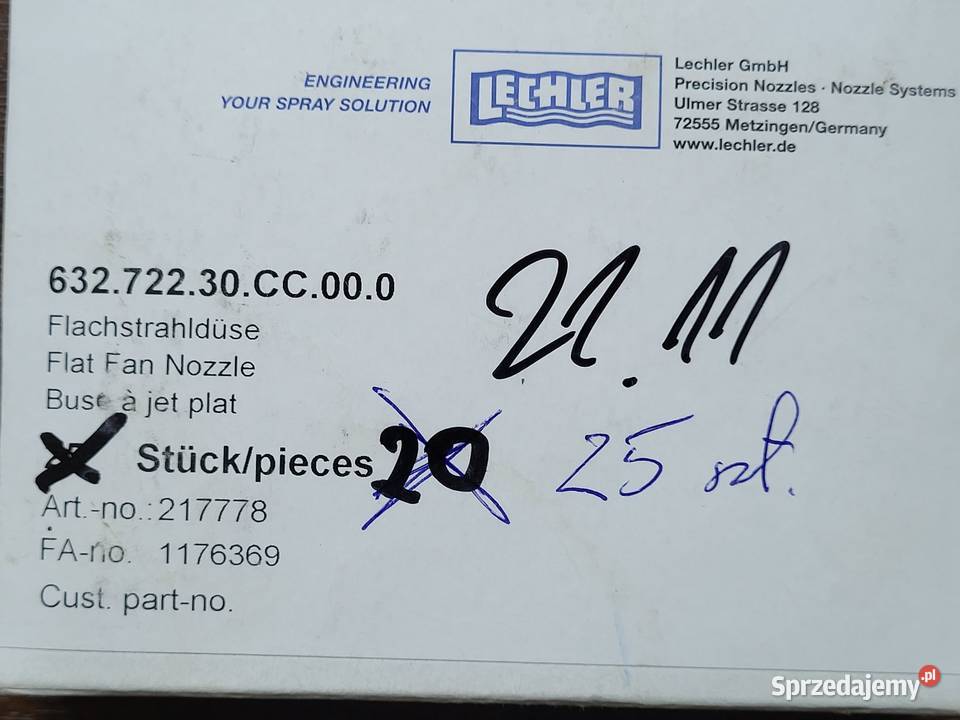 ENGINEERING
YOUR SPRAY SOLUTION
LECHLER
Lechler GmbH
Precision Nozzles · Nozzle Systems
Ulmer Strasse 128
72555 Metzingen/Germany
www.lechler.de
632.722.30.CC.00.0
21.11
Flachstrahldüse
Flat Fan Nozzle
Buse à jet plat
Stück/pieces 20
25 szt.
Art.-no.: 217778
FA-no. 1176369
Cust. part-no.
Sprzedajemy.pl